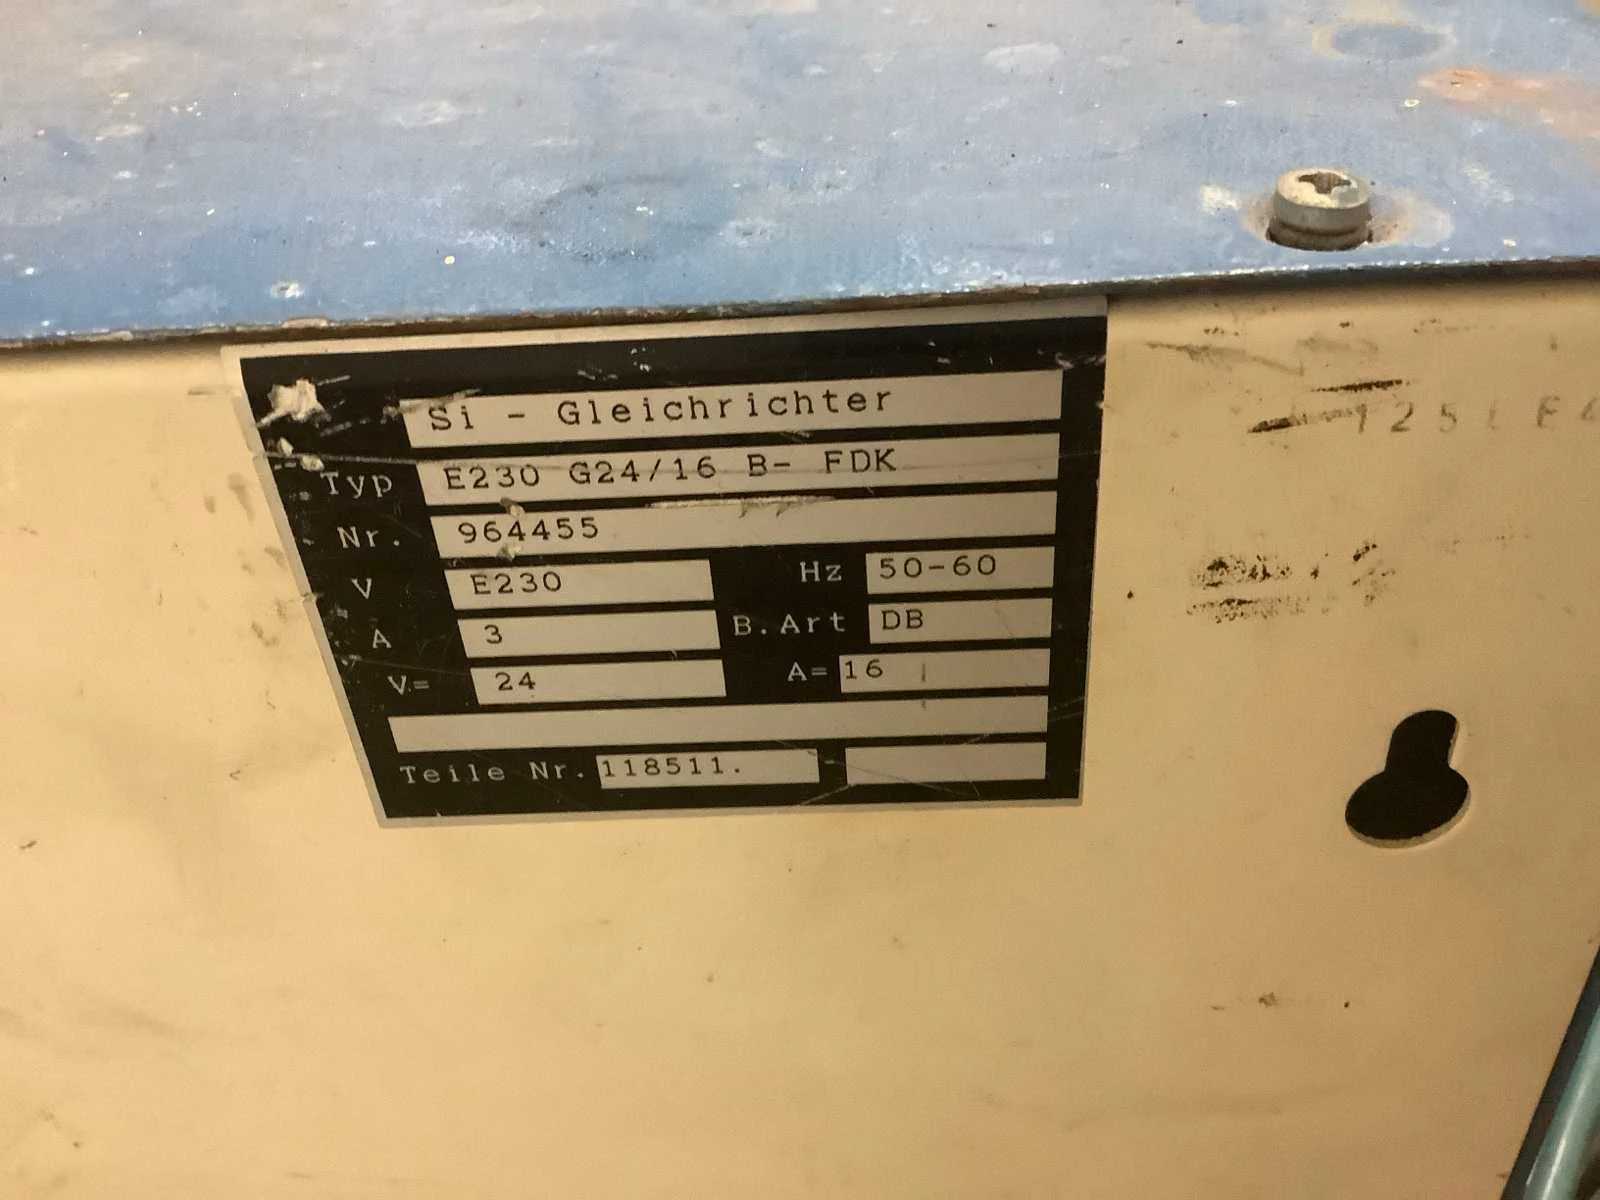 Si - Gleichrichter
Typ E230 G24/16 B- FDK
Nr. 964455
V E230 Hz 50-60
A 3 B.Art DB
V= 24 A= 16
Teile Nr. 118511.